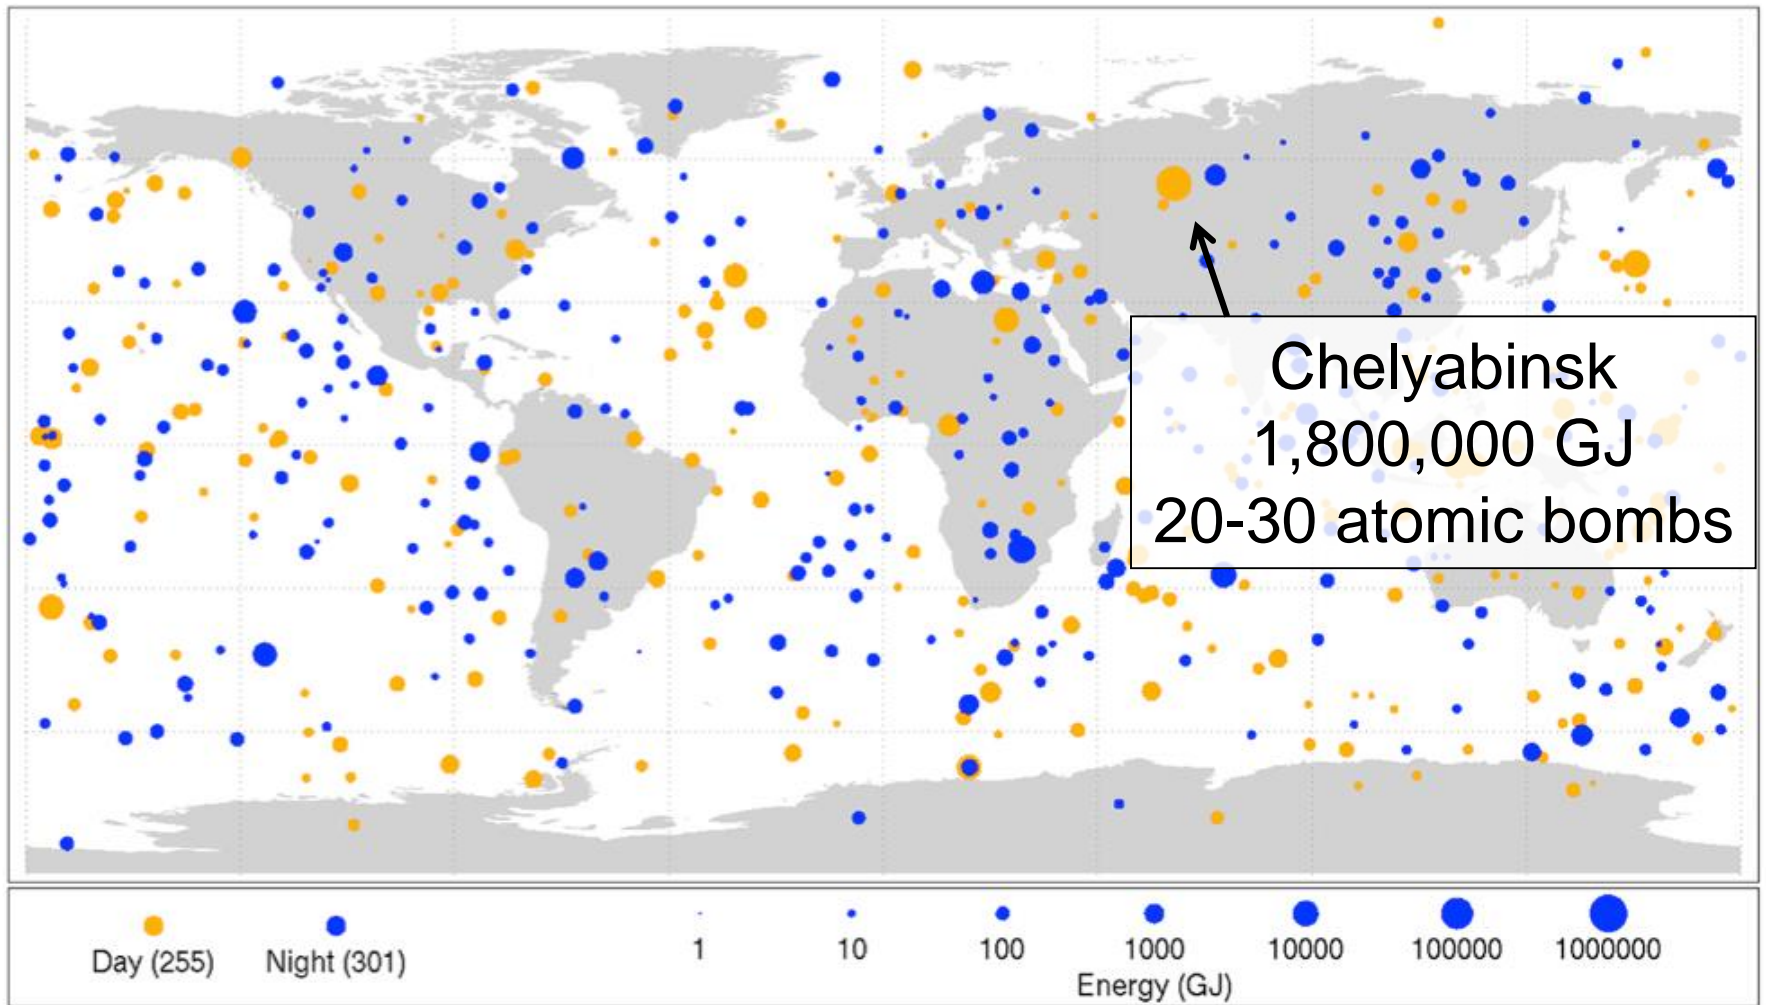 Chelyabinsk
1,800,000 GJ
20-30 atomic bombs
Day (255)
Night (301)
1 10 100 1000 10000 100000 1000000
Energy (GJ)